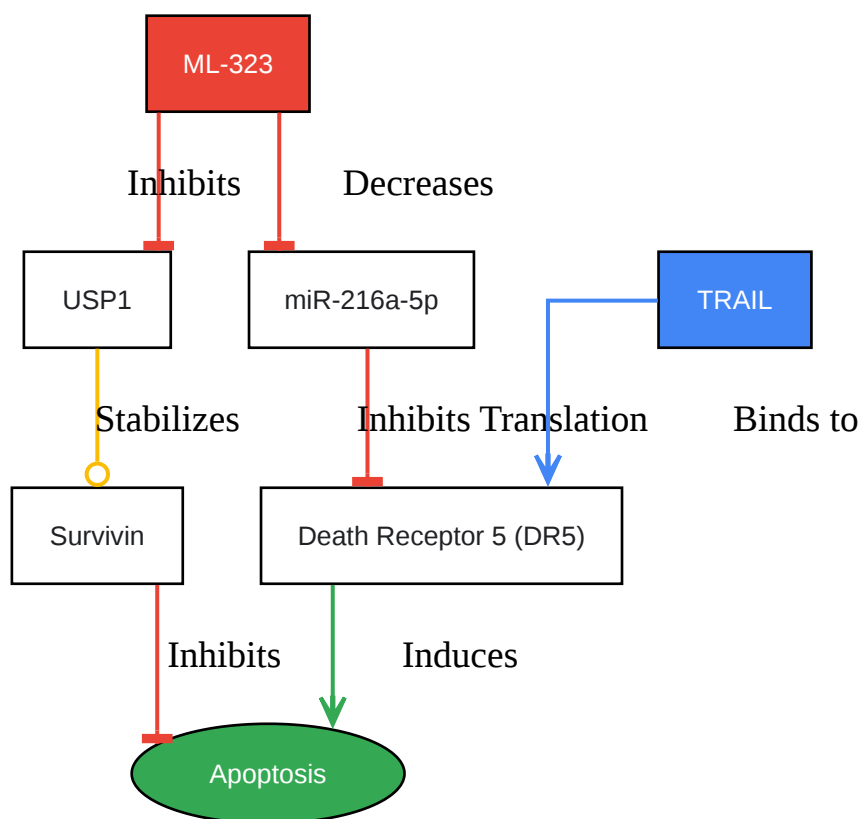 ML-323
Inhibits
Decreases
USP1
miR-216a-5p
TRAIL
Stabilizes
Inhibits Translation
Binds to
Survivin
Death Receptor 5 (DR5)
Inhibits
Induces
Apoptosis